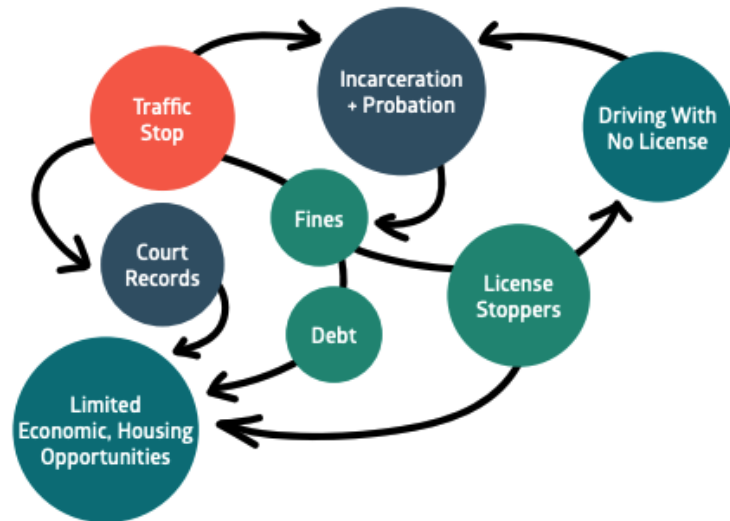 Traffic
Stop
Incarceration
+ Probation
Driving With
No License
Fines
Court
Records
License
Stoppers
Debt
Limited
Economic, Housing
Opportunities